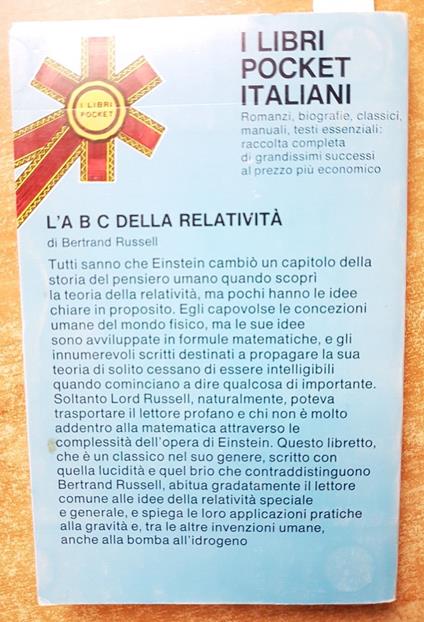 I LIBRI
POCKET
I LIBRI
POCKET
ITALIANI
Romanzi, biografie, classici,
manuali, testi essenziali:
raccolta completa
di grandissimi successi
al prezzo più economico
L'A B C DELLA RELATIVITÀ
di Bertrand Russell
Tutti sanno che Einstein cambiò un capitolo della
storia del pensiero umano quando scoprì
la teoria della relatività, ma pochi hanno le idee
chiare in proposito. Egli capovolse le concezioni
umane del mondo fisico, ma le sue idee
sono avviluppate in formule matematiche, e gli
innumerevoli scritti destinati a propagare la sua
teoria di solito cessano di essere intelligibili
quando cominciano a dire qualcosa di importante.
Soltanto Lord Russell, naturalmente, poteva
trasportare il lettore profano e chi non è molto
addentro alla matematica attraverso le
complessità dell'opera di Einstein. Questo libretto,
che è un classico nel suo genere, scritto con
quella lucidità e quel brio che contraddistinguono
Bertrand Russell, abitua gradatamente il lettore
comune alle idee della relatività speciale
e generale, e spiega le loro applicazioni pratiche
alla gravità e, tra le altre invenzioni umane,
anche alla bomba all'idrogeno